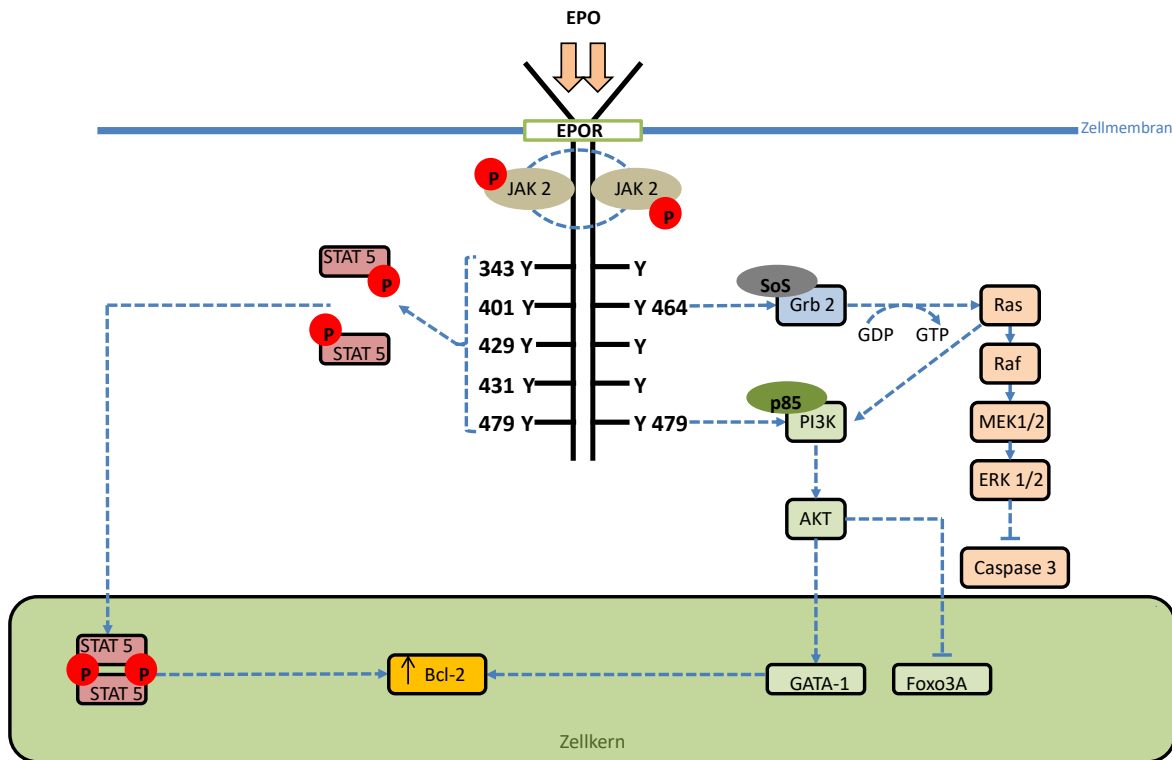 EPO
EPOR
Zellmembran
P
JAK 2
JAK 2
P
STAT 5
P
P
STAT 5
343 Y
401 Y
429 Y
431 Y
479 Y
Y
Y 464
Y
Y
Y 479
SoS
Grb 2
GDP
GTP
Ras
Raf
MEK1/2
ERK 1/2
Caspase 3
p85
PI3K
AKT
STAT 5
P
P
STAT 5
↑ Bcl-2
GATA-1
Foxo3A
Zellkern